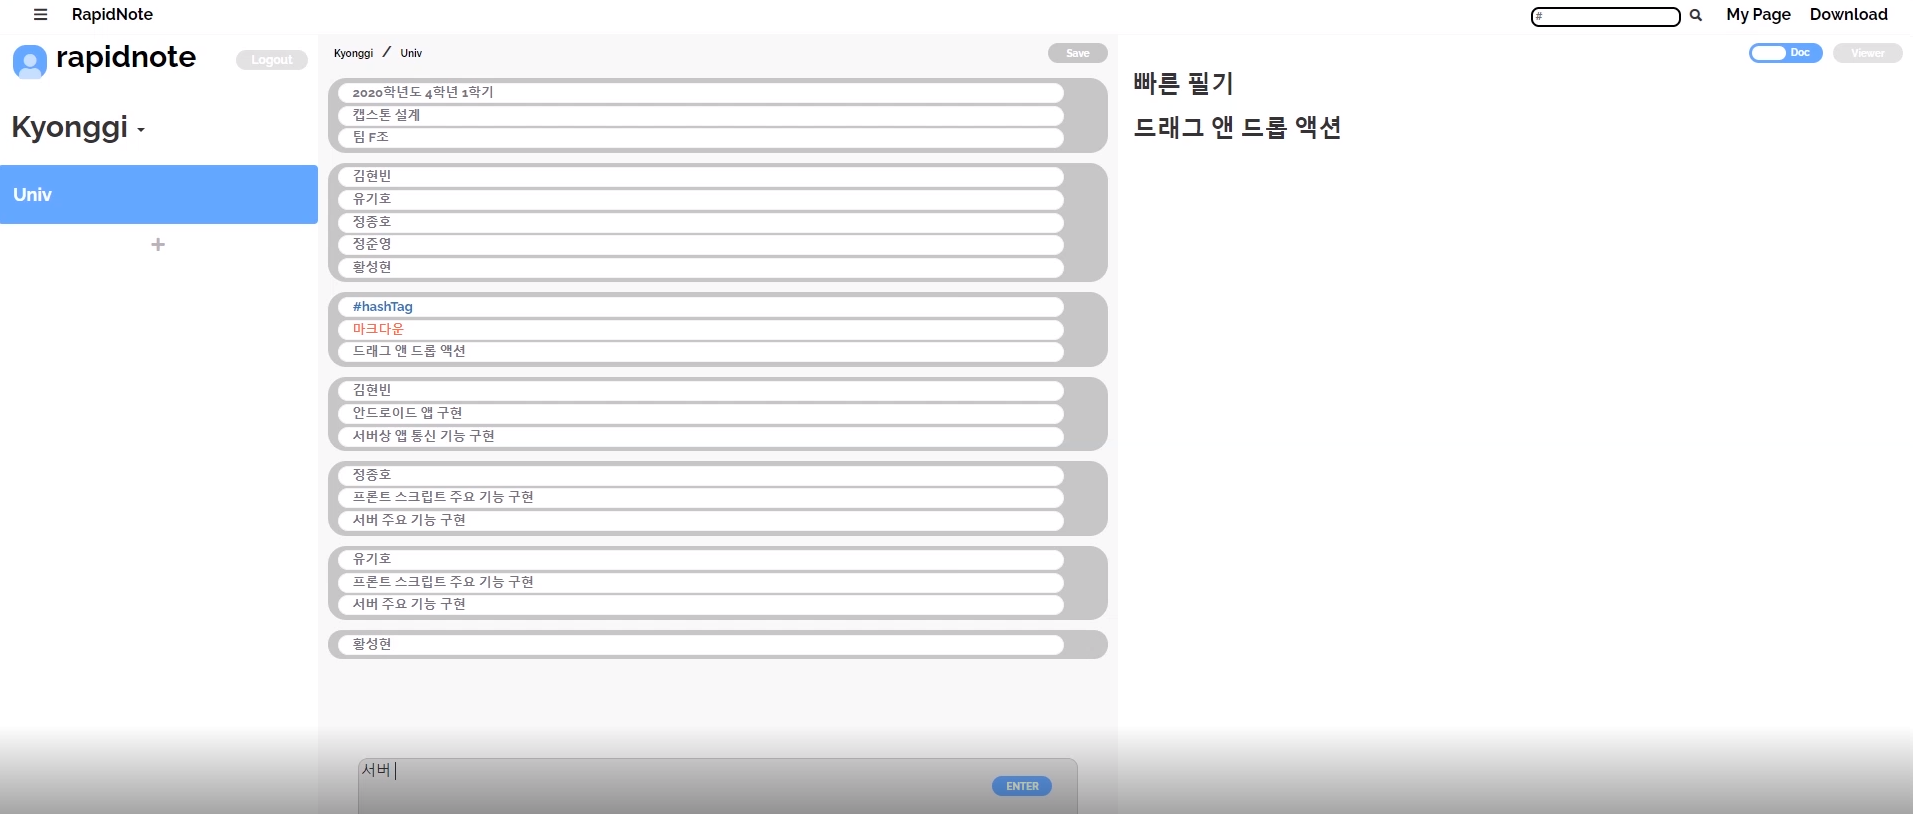 RapidNote
#
My Page
Download
rapidnote
Logout
Kyonggi
Univ
+
Kyonggi / Univ
Save
2020학년도 4학년 1학기
캡스톤 설계
팀 F조
김현빈
유기호
정종호
정준영
황성현
#hashTag
마크다운
드래그 앤 드롭 액션
김현빈
안드로이드 앱 구현
서버상 앱 통신 기능 구현
정종호
프론트 스크립트 주요 기능 구현
서버 주요 기능 구현
유기호
프론트 스크립트 주요 기능 구현
서버 주요 기능 구현
황성현
서버
ENTER
Doc
Viewer
빠른 필기
드래그 앤 드롭 액션